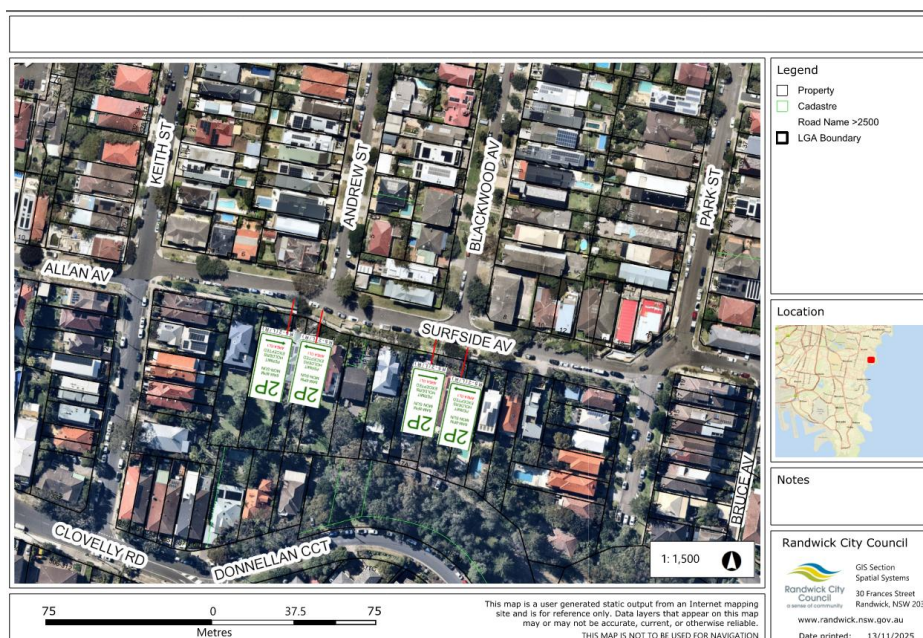 KEITH ST
ANDREW ST
BLACKWOOD AV
PARK ST
ALLAN AV
SURFSIDE AV
2P
2P
2P
2P
BRUCE AV
CLOVELLY RD
DONNELLAN CCT
10
12
1: 1,500
Legend
Property
Cadastre
Road Name >2500
LGA Boundary
Location
Notes
Randwick City Council
GIS Section
Spatial Systems
30 Frances Street
Randwick, NSW 203
Randwick City
Council
a sense of community
www.randwick.nsw.gov.au
Date printed: 13/11/2025
75 0 37.5 75
Metres
This map is a user generated static output from an Internet mapping
site and is for reference only. Data layers that appear on this map
may or may not be accurate, current, or otherwise reliable.
THIS MAP IS NOT TO BE USED FOR NAVIGATION